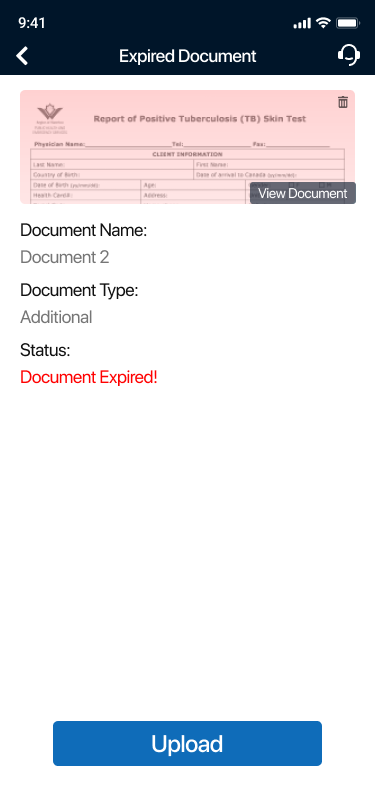 9:41
Expired Document
Report of Positive Tuberculosis (TB) Skin Test
Physician Name: Tel: Fax:
CLIENT INFORMATION
Last Name: First Name:
Country of Birth: Date of arrival to Canada (yy/mm/dd):
Date of Birth (yy/mm/dd): Age:
Health Card#: Address:
View Document
Document Name:
Document 2
Document Type:
Additional
Status:
Document Expired!
Upload